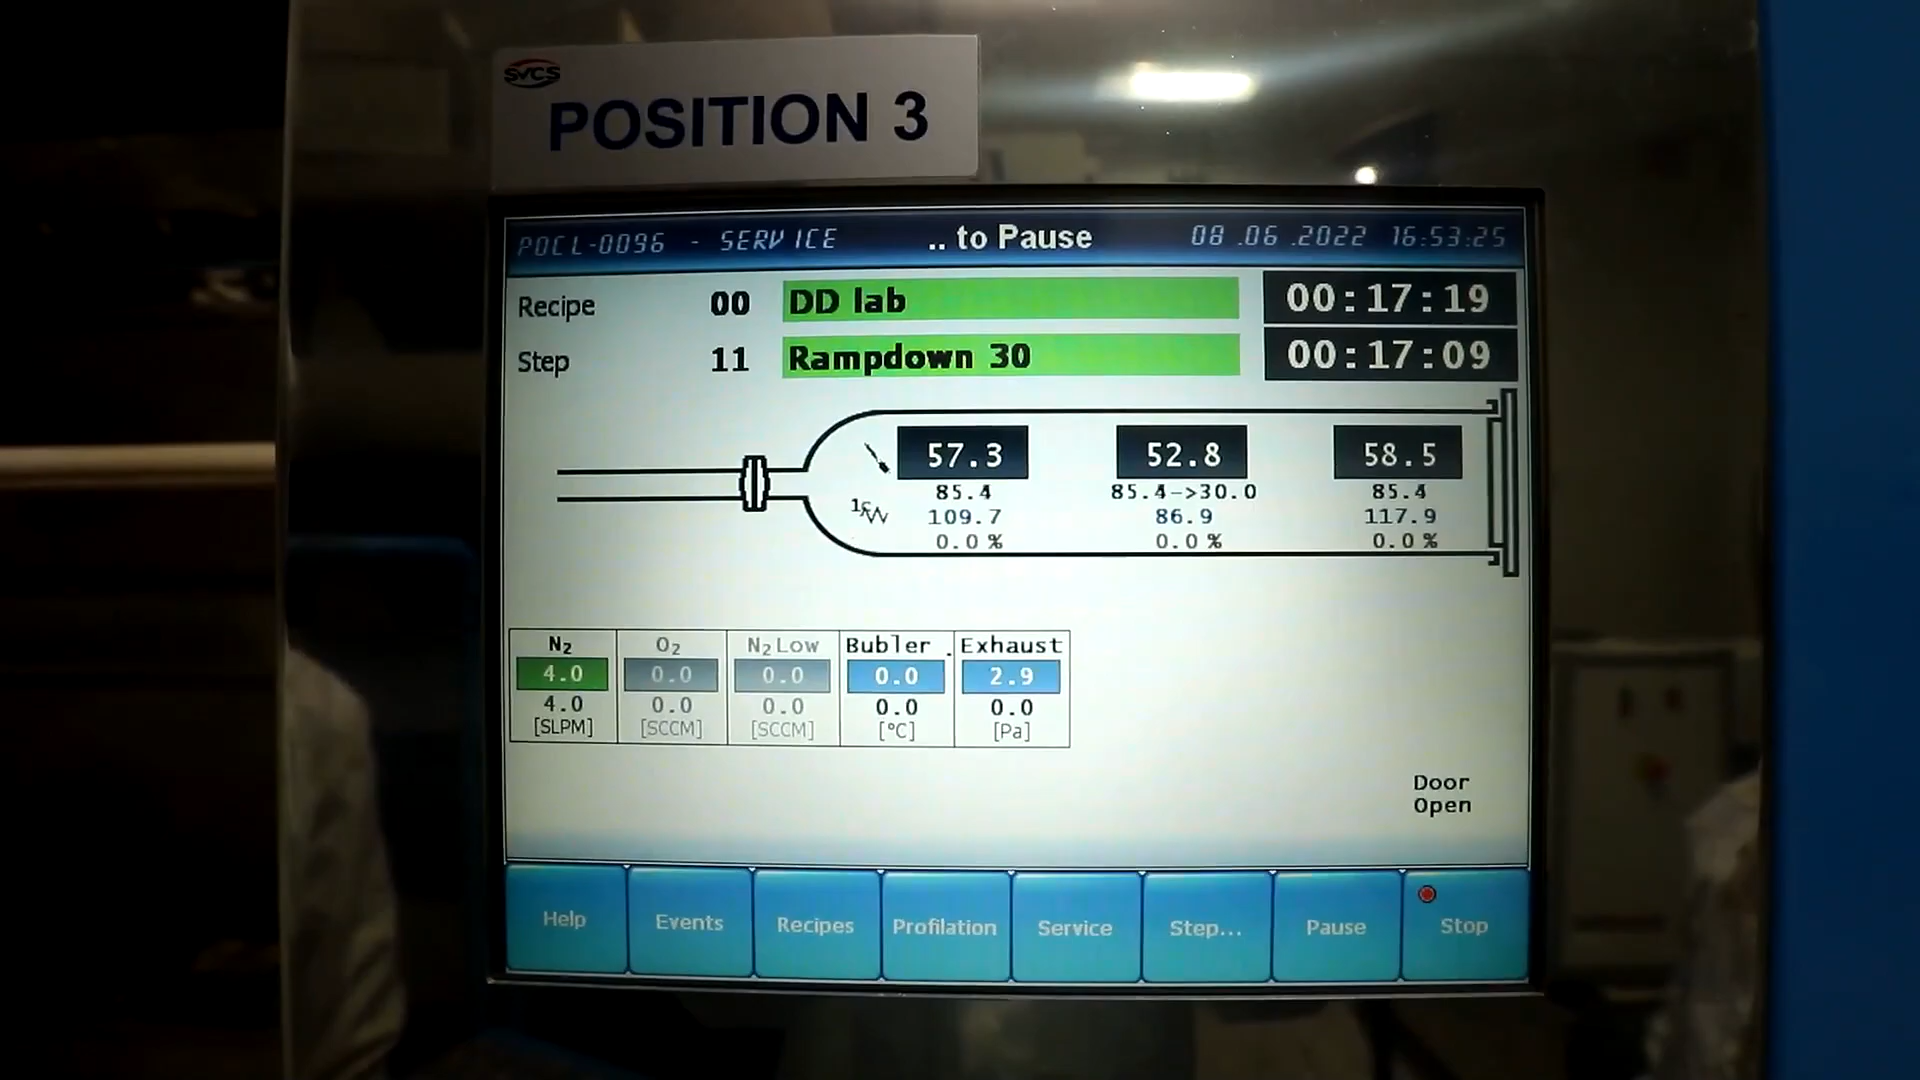 SVCS
POSITION 3
POCL-0096 - SERVICE .. to Pause 08.06.2022 16:53:25
Recipe 00 DD lab 00:17:19
Step 11 Rampdown 30 00:17:09
57.3 52.8 58.5
85.4 85.4->30.0 85.4
109.7 86.9 117.9
0.0 % 0.0 % 0.0 %
N2 O2 N2 Low Bubler . Exhaust
4.0 0.0 0.0 0.0 2.9
4.0 0.0 0.0 0.0 0.0
[SLPM] [SCCM] [SCCM] [°C] [Pa]
Door
Open
Help Events Recipes Profilation Service Step... Pause Stop